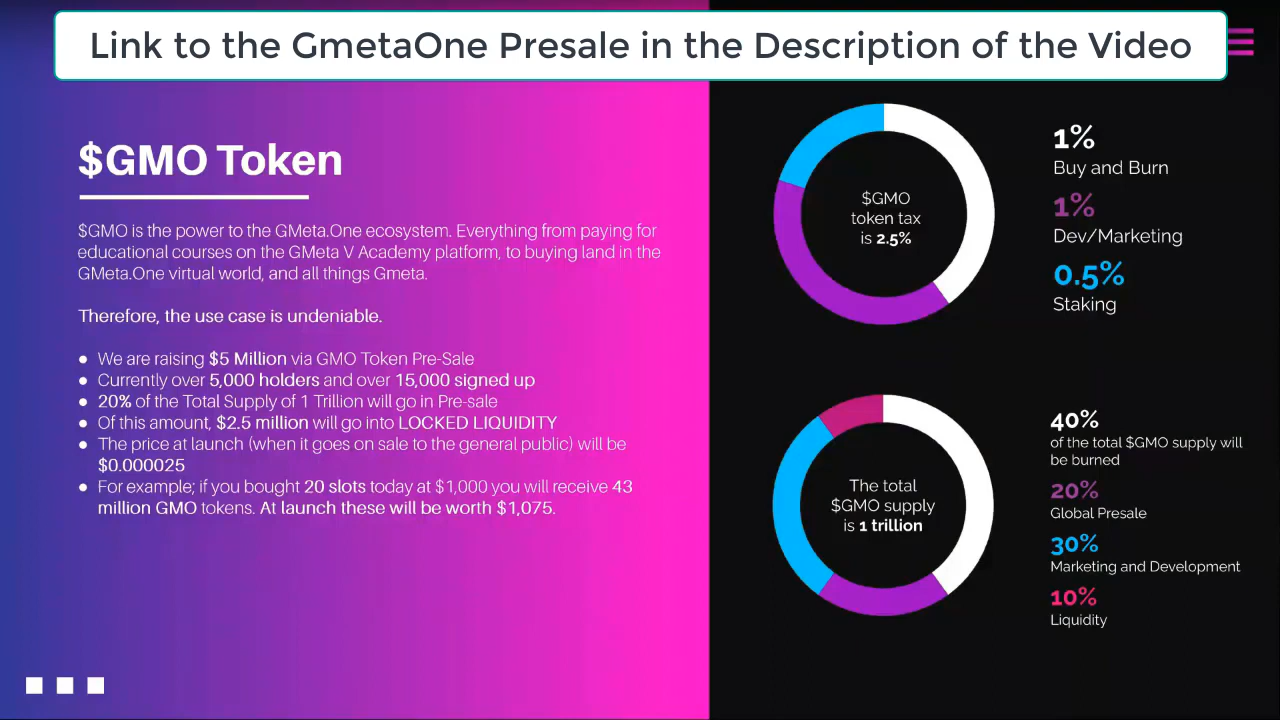 Link to the GmetaOne Presale in the Description of the Video
$GMO Token
$GMO is the power to the GMeta.One ecosystem. Everything from paying for
educational courses on the GMeta V Academy platform, to buying land in the
GMeta.One virtual world, and all things Gmeta.
Therefore, the use case is undeniable.
● We are raising $5 Million via GMO Token Pre-Sale
● Currently over 5,000 holders and over 15,000 signed up
● 20% of the Total Supply of 1 Trillion will go in Pre-sale
● Of this amount, $2.5 million will go into LOCKED LIQUIDITY
● The price at launch (when it goes on sale to the general public) will be
$0.000025
● For example; if you bought 20 slots today at $1,000 you will receive 43
million GMO tokens. At launch these will be worth $1,075.
$GMO
token tax
is 2.5%
1%
Buy and Burn
1%
Dev/Marketing
0.5%
Staking
The total
$GMO supply
is 1 trillion
40%
of the total $GMO supply will
be burned
20%
Global Presale
30%
Marketing and Development
10%
Liquidity